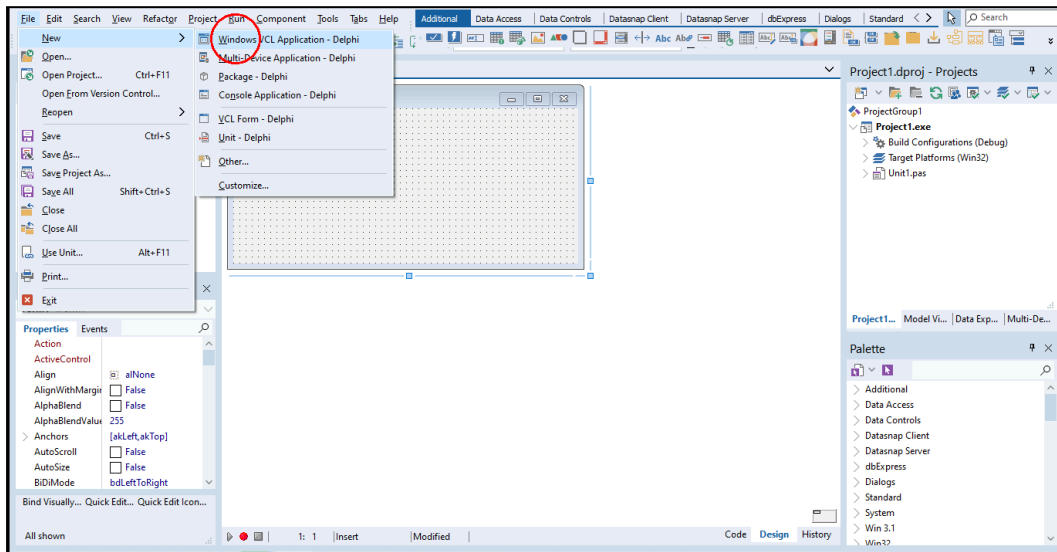 File Edit Search View Refactor Project Run Component Tools Tabs Help Additional Data Access Data Controls Datasnap Client Datasnap Server dbExpress Dialogs Standard Search
New
Open...
Open Project... Ctrl+F11
Open From Version Control...
Reopen
Save Ctrl+S
Save As...
Save Project As...
Save All Shift+Ctrl+S
Close
Close All
Use Unit... Alt+F11
Print...
Exit
Windows VCL Application - Delphi
Multi-Device Application - Delphi
Package - Delphi
Console Application - Delphi
VCL Form - Delphi
Unit - Delphi
Other...
Customize...
Abc Abc
Properties Events
Action
ActiveControl
Align alNone
AlignWithMargin False
AlphaBlend False
AlphaBlendValue 255
Anchors [akLeft,akTop]
AutoScroll False
AutoSize False
BiDiMode bdLeftToRight
Bind Visually... Quick Edit... Quick Edit Icon...
All shown
1: 1 Insert Modified
Code Design History
Project1.dproj - Projects
ProjectGroup1
Project1.exe
Build Configurations (Debug)
Target Platforms (Win32)
Unit1.pas
Project1... Model Vi... Data Exp... Multi-De...
Palette
Additional
Data Access
Data Controls
Datasnap Client
Datasnap Server
dbExpress
Dialogs
Standard
System
Win 3.1
Win32